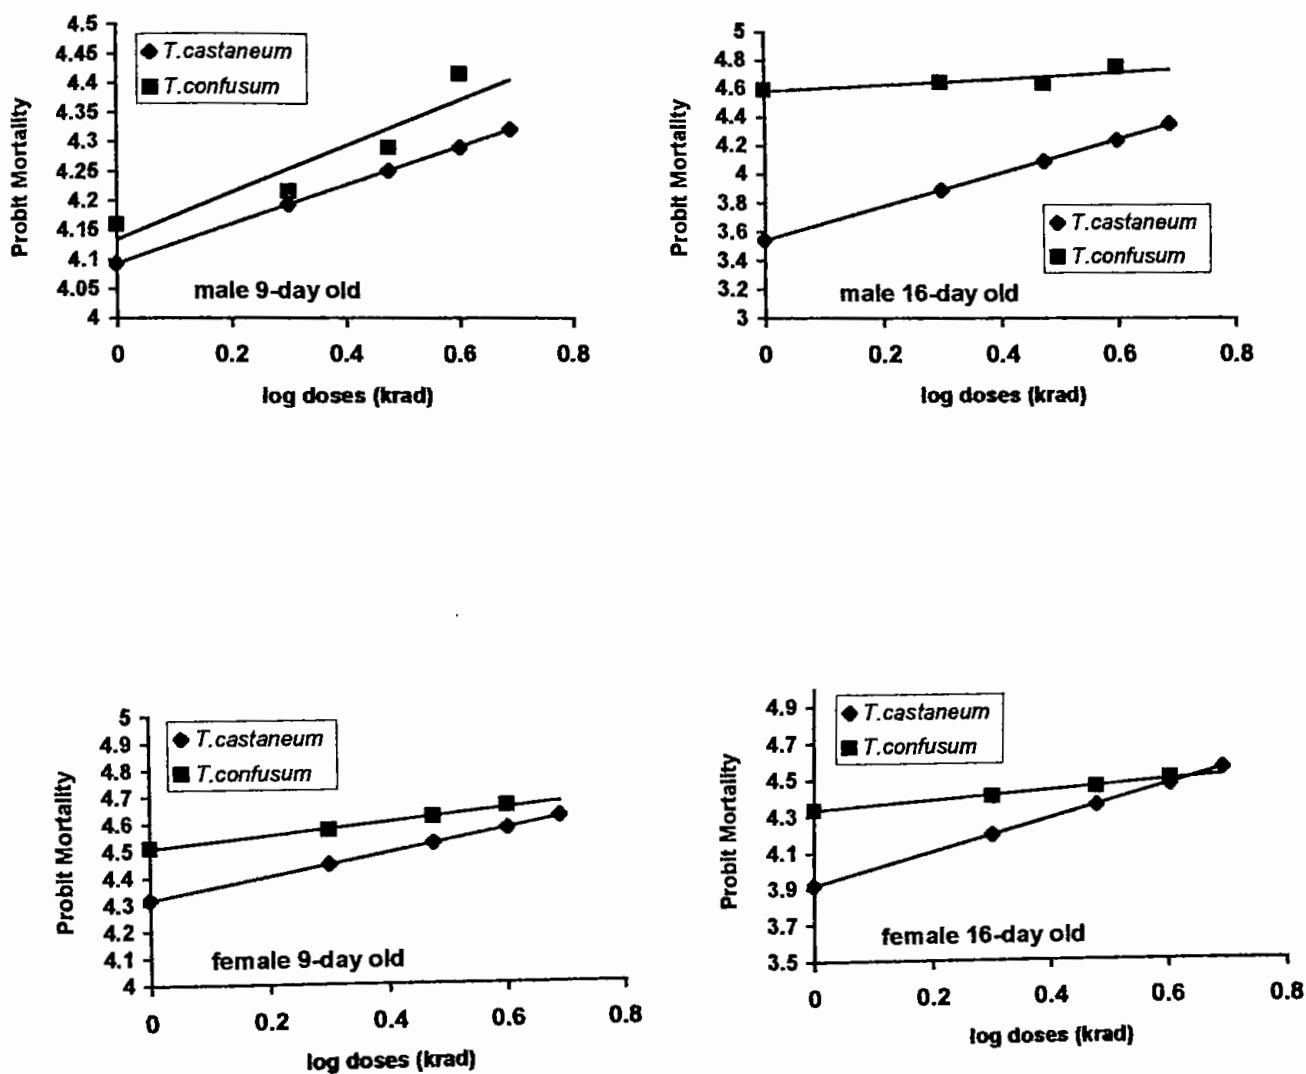 4.5
4.45
4.4
4.35
4.3
4.25
4.2
4.15
4.1
4.05
4
Probit Mortality
T.castaneum
T.confusum
male 9-day old
0 0.2 0.4 0.6 0.8
log doses (krad)
5
4.8
4.6
4.4
4.2
4
3.8
3.6
3.4
3.2
3
Probit Mortality
T.castaneum
T.confusum
male 16-day old
0 0.2 0.4 0.6 0.8
log doses (krad)
5
4.9
4.8
4.7
4.6
4.5
4.4
4.3
4.2
4.1
4
Probit Mortality
T.castaneum
T.confusum
female 9-day old
0 0.2 0.4 0.6 0.8
log doses (krad)
4.9
4.7
4.5
4.3
4.1
3.9
3.7
3.5
Probit Mortality
T.castaneum
T.confusum
female 16-day old
0 0.2 0.4 0.6 0.8
log doses (krad)